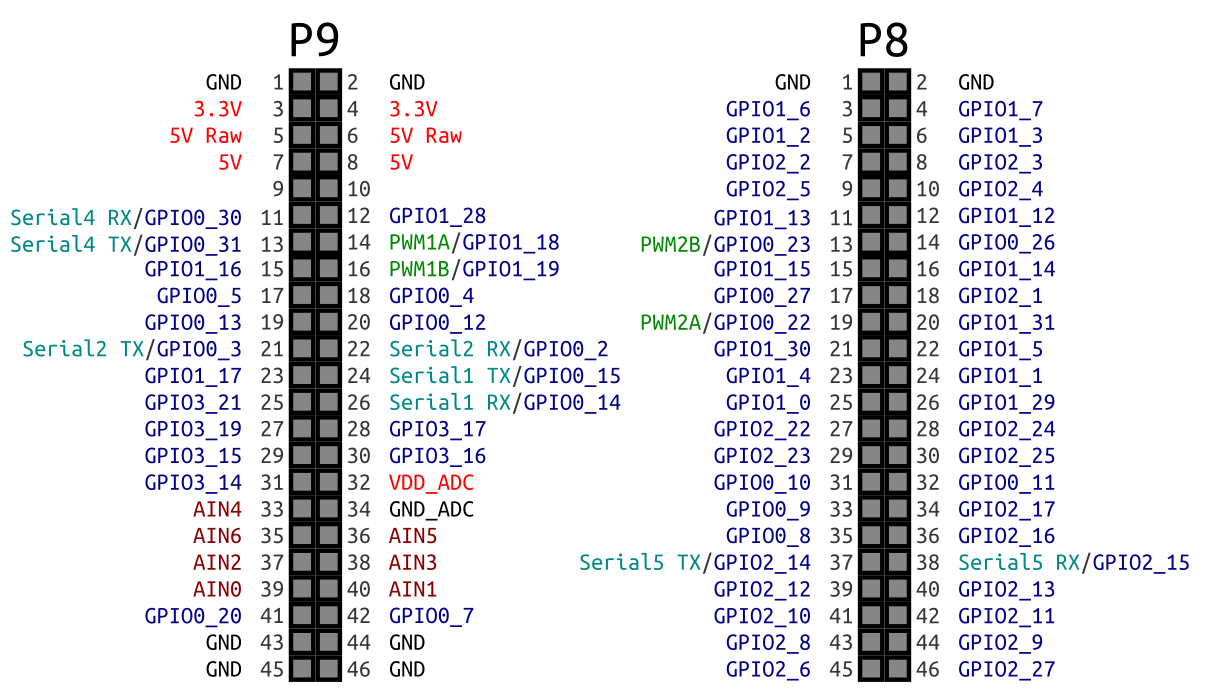 P9 P8
GND 1 2 GND GND 1 2 GND
3.3V 3 4 3.3V GPIO1_6 3 4 GPIO1_7
5V Raw 5 6 5V Raw GPIO1_2 5 6 GPIO1_3
5V 7 8 5V GPIO2_2 7 8 GPIO2_3
9 10 GPIO2_5 9 10 GPIO2_4
Serial4 RX/GPIO0_30 11 12 GPIO1_28 GPIO1_13 11 12 GPIO1_12
Serial4 TX/GPIO0_31 13 14 PWM1A/GPIO1_18 PWM2B/GPIO0_23 13 14 GPIO0_26
GPIO1_16 15 16 PWM1B/GPIO1_19 GPIO1_15 15 16 GPIO1_14
GPIO0_5 17 18 GPIO0_4 GPIO0_27 17 18 GPIO2_1
GPIO0_13 19 20 GPIO0_12 PWM2A/GPIO0_22 19 20 GPIO1_31
Serial2 TX/GPIO0_3 21 22 Serial2 RX/GPIO0_2 GPIO1_30 21 22 GPIO1_5
GPIO1_17 23 24 Serial1 TX/GPIO0_15 GPIO1_4 23 24 GPIO1_1
GPIO3_21 25 26 Serial1 RX/GPIO0_14 GPIO1_0 25 26 GPIO1_29
GPIO3_19 27 28 GPIO3_17 GPIO2_22 27 28 GPIO2_24
GPIO3_15 29 30 GPIO3_16 GPIO2_23 29 30 GPIO2_25
GPIO3_14 31 32 VDD_ADC GPIO0_10 31 32 GPIO0_11
AIN4 33 34 GND_ADC GPIO0_9 33 34 GPIO2_17
AIN6 35 36 AIN5 GPIO0_8 35 36 GPIO2_16
AIN2 37 38 AIN3 Serial5 TX/GPIO2_14 37 38 Serial5 RX/GPIO2_15
AIN0 39 40 AIN1 GPIO2_12 39 40 GPIO2_13
GPIO0_20 41 42 GPIO0_7 GPIO2_10 41 42 GPIO2_11
GND 43 44 GND GPIO2_8 43 44 GPIO2_9
GND 45 46 GND GPIO2_6 45 46 GPIO2_27